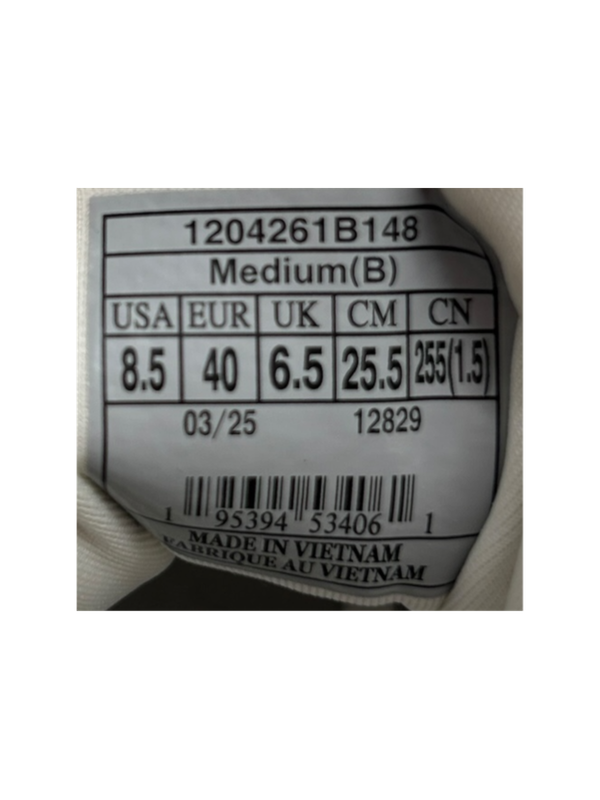 1204261B148
Medium(B)
USA EUR UK CM CN
8.5 40 6.5 25.5 255(1.5)
03/25 12829
1 95394 53406 1
MADE IN VIETNAM
FABRIQUE AU VIETNAM